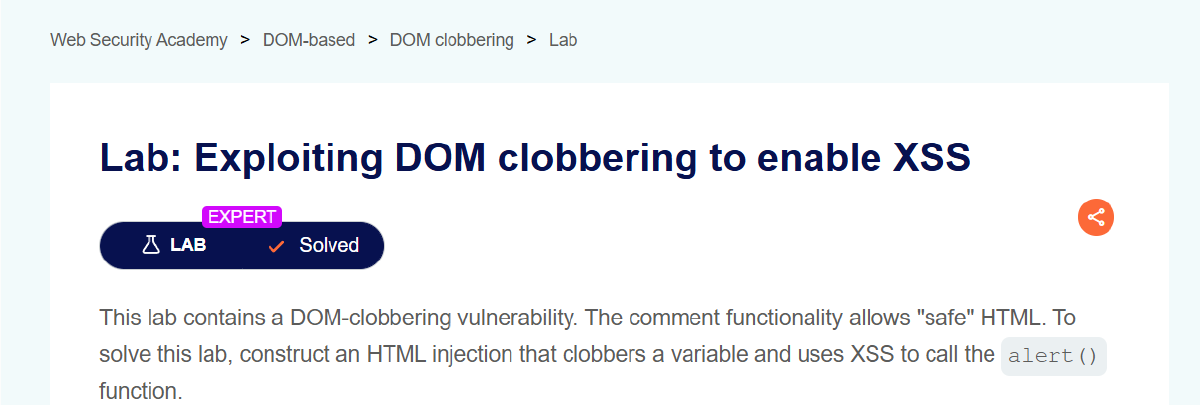 Web Security Academy > DOM-based > DOM clobbering > Lab
Lab: Exploiting DOM clobbering to enable XSS
EXPERT
LAB Solved
This lab contains a DOM-clobbering vulnerability. The comment functionality allows "safe" HTML. To
solve this lab, construct an HTML injection that clobbers a variable and uses XSS to call the alert()
function.